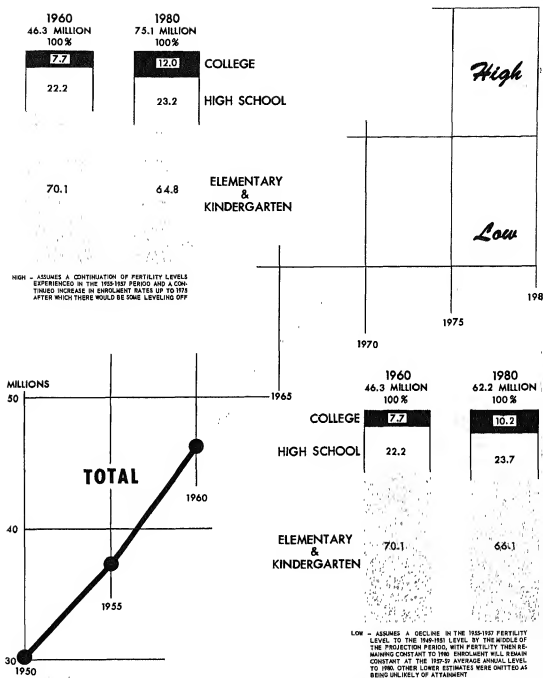 1960
46.3 MILLION
100%
1980
75.1 MILLION
100%
7.7
12.0
COLLEGE
22.2
23.2
HIGH SCHOOL
70.1
64.8
ELEMENTARY
&
KINDERGARTEN
HIGH – ASSUMES A CONTINUATION OF FERTILITY LEVELS
EXPERIENCED IN THE 1955-1957 PERIOD AND A CON-
TINUED INCREASE IN ENROLMENT RATES UP TO 1975
AFTER WHICH THERE WOULD BE SOME LEVELING OFF
High
Low
198
1975
1970
1965
MILLIONS
50
40
30
TOTAL
1960
1955
1950
1960
46.3 MILLION
100%
1980
62.2 MILLION
100%
COLLEGE
7.7
10.2
HIGH SCHOOL
22.2
23.7
ELEMENTARY
&
KINDERGARTEN
70.1
66.1
LOW – ASSUMES A DECLINE IN THE 1955-1957 FERTILITY
LEVEL TO THE 1949-1951 LEVEL BY THE MIDDLE OF
THE PROJECTION PERIOD, WITH FERTILITY THEN RE-
MAINING CONSTANT TO 1980 ENROLMENT WILL REMAIN
CONSTANT AT THE 1957-59 AVERAGE ANNUAL LEVEL
TO 1980. OTHER LOWER ESTIMATES WERE OMITTED AS
BEING UNLIKELY OF ATTAINMENT